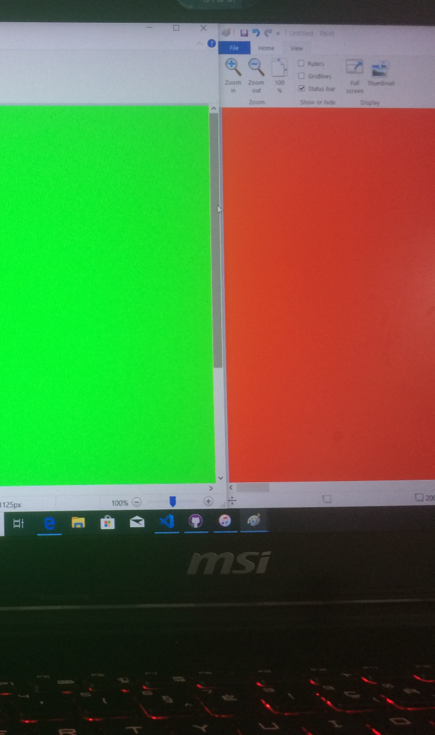 Untitled - Paint
File Home View
Zoom in
Zoom out
100 %
Rulers
Gridlines
Status bar
Full screen
Thumbnail
Zoom
Show or hide
Display
1125px
100%
msi
R T Y U I O